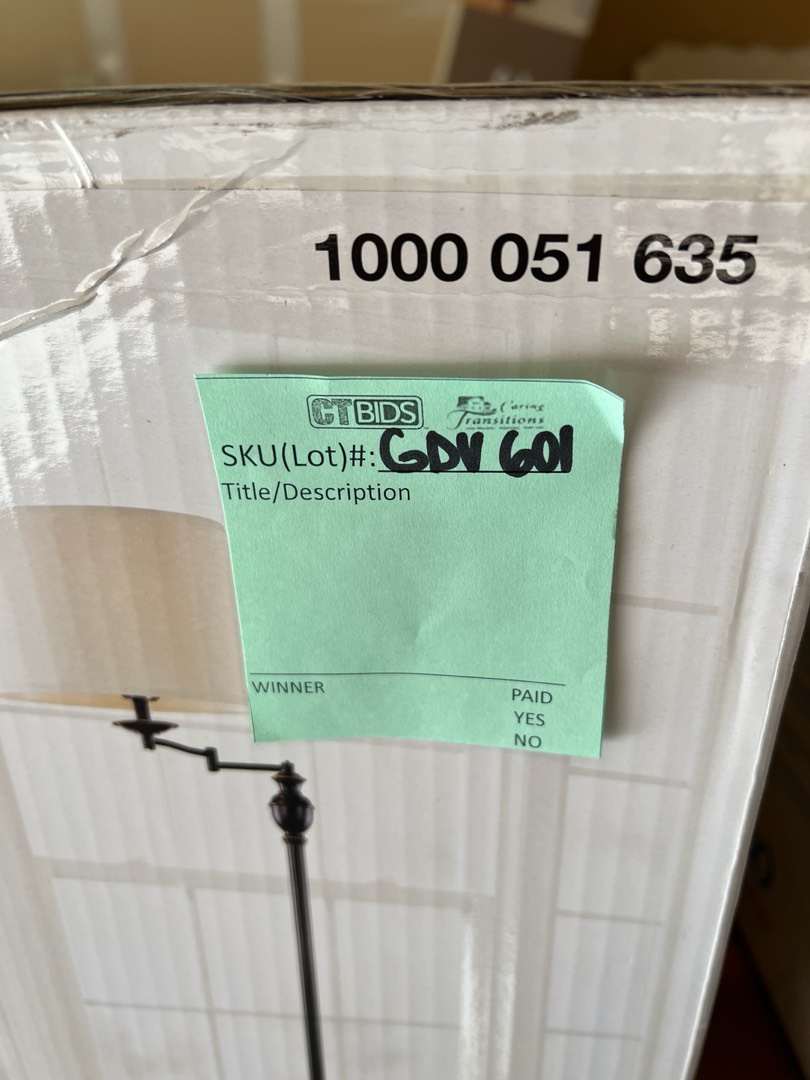 1000 051 635
CTBIDS
Caring
Transitions
SKU(Lot)#: GDV 601
Title/Description
WINNER
PAID
YES
NO